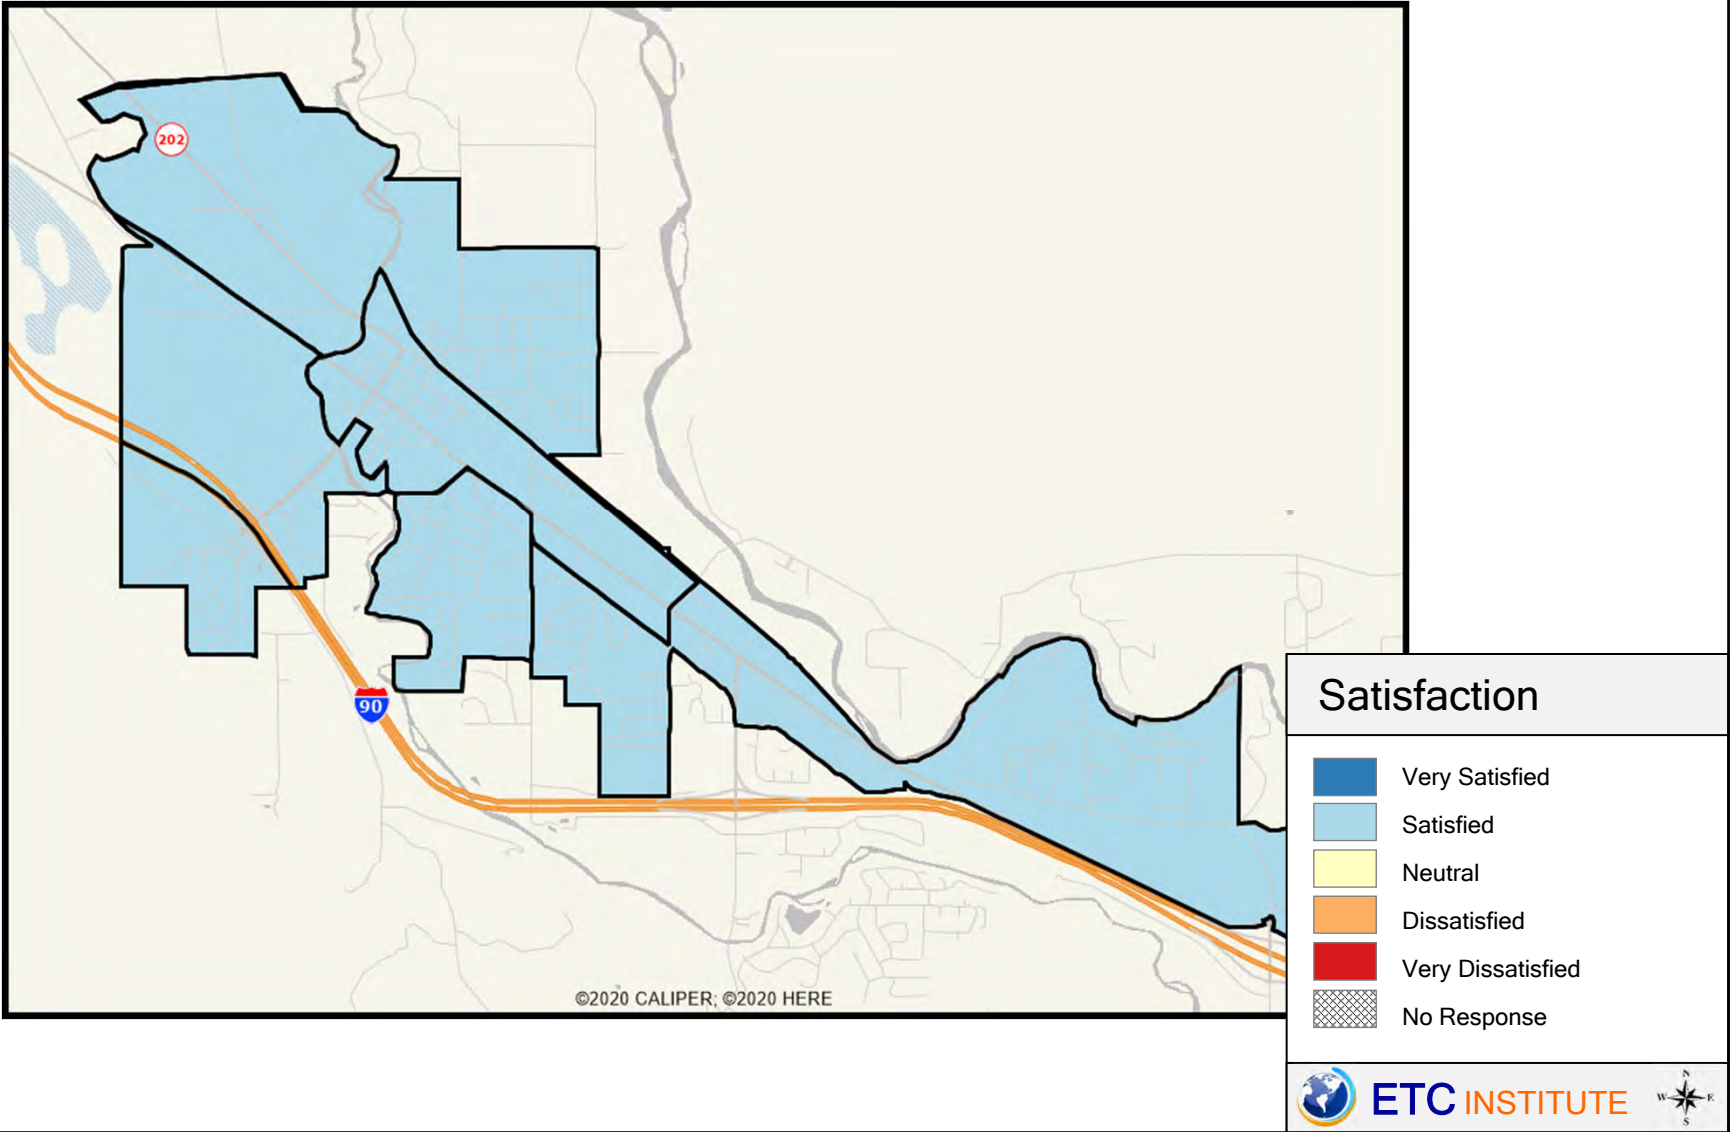 202
90
©2020 CALIPER; ©2020 HERE
Satisfaction
Very Satisfied
Satisfied
Neutral
Dissatisfied
Very Dissatisfied
No Response
ETC INSTITUTE
N
W E
S